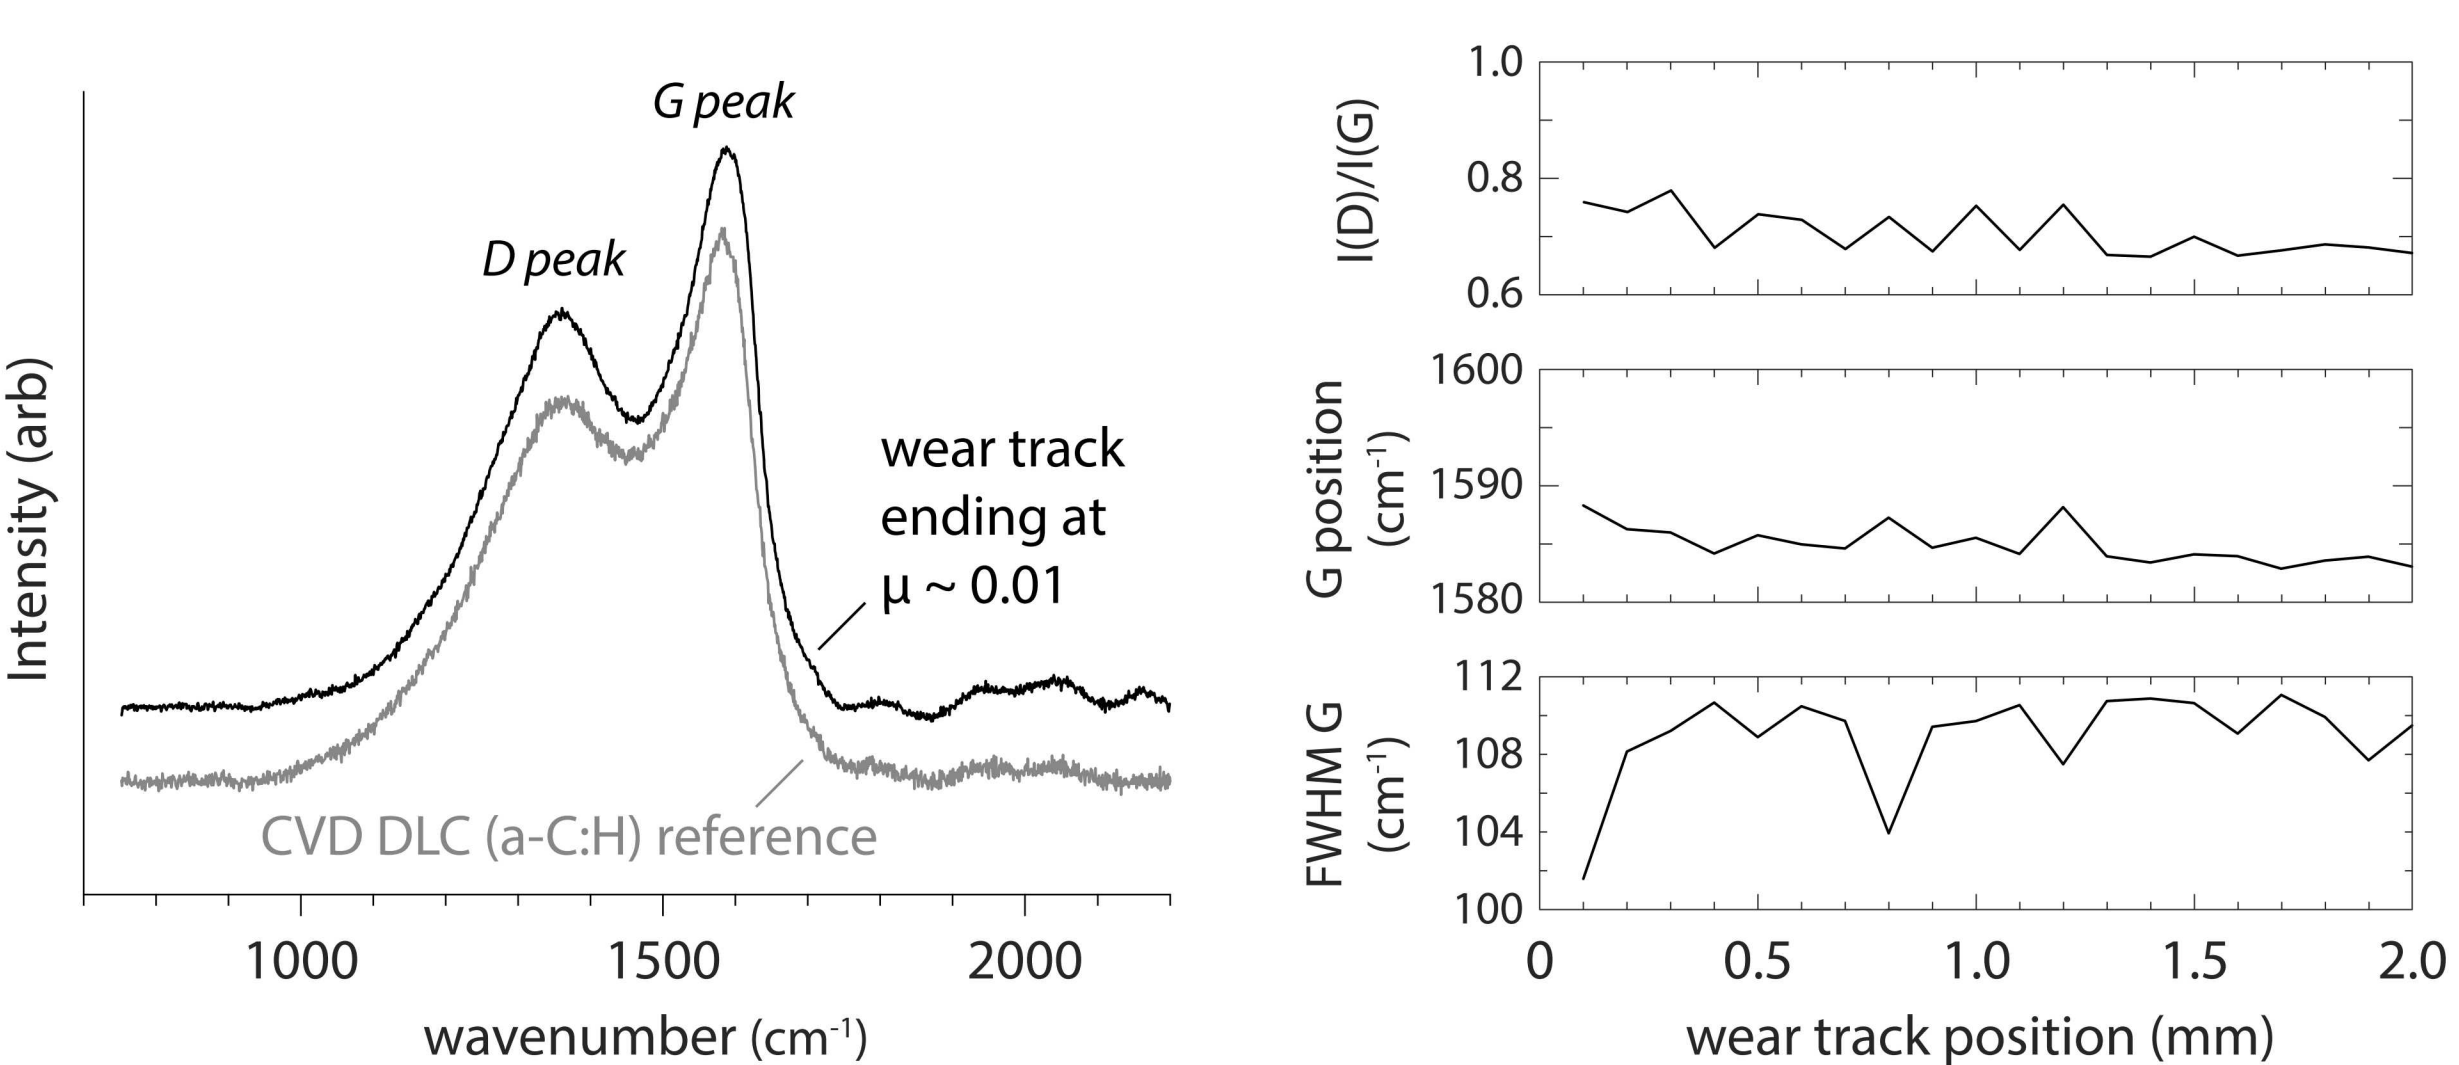 G peak
D peak
wear track
ending at
µ ~ 0.01
CVD DLC (a-C:H) reference
Intensity (arb)
1000 1500 2000
wavenumber (cm⁻¹)
I(D)/I(G)
1.0
0.8
0.6
G position
(cm⁻¹)
1600
1590
1580
FWHM G
(cm⁻¹)
112
108
104
100
0 0.5 1.0 1.5 2.0
wear track position (mm)